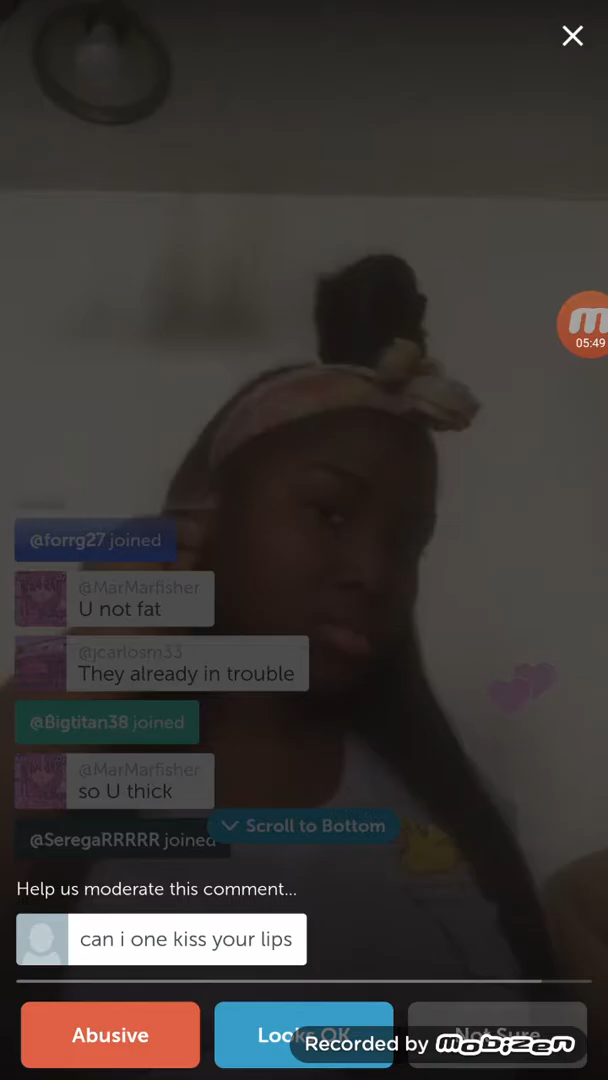 05:49
@forrg27 joined
@MarMarfisher
U not fat
@jcarlosm33
They already in trouble
@Bigtitan38 joined
@MarMarfisher
so U thick
@SeregaRRRRR joined
Scroll to Bottom
Help us moderate this comment...
can i one kiss your lips
Abusive
Looks OK
Not Sure
Recorded by mobizen